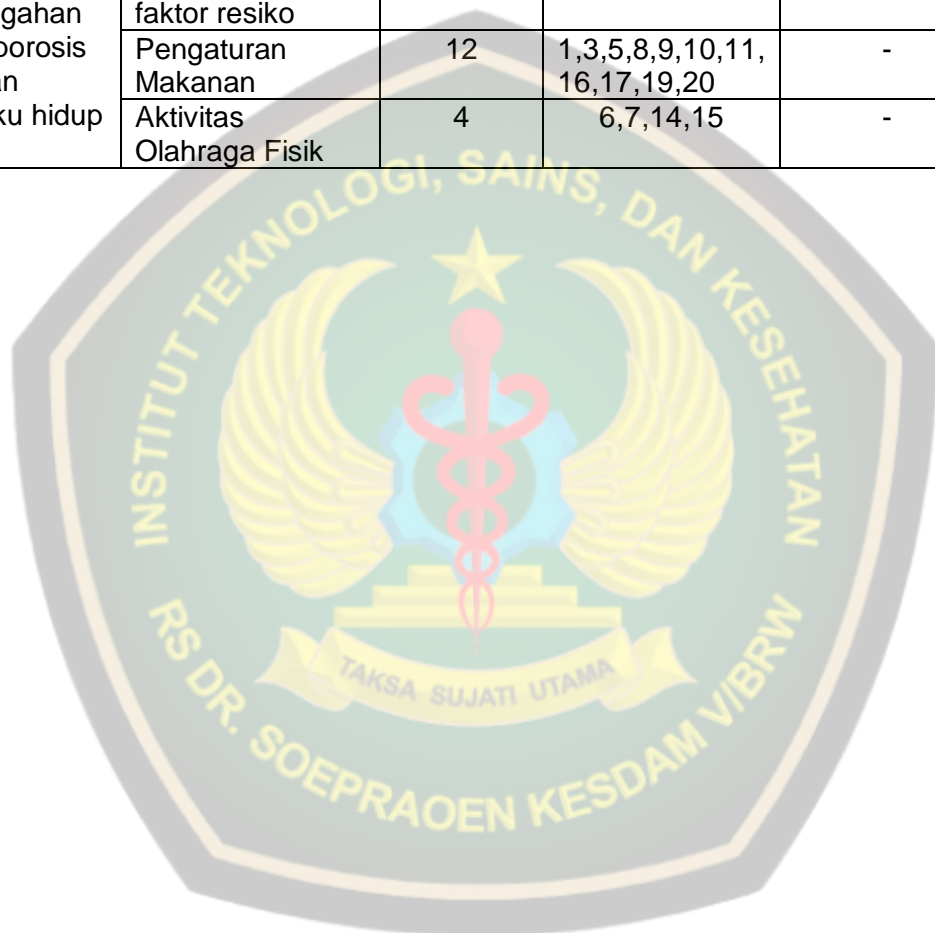 gahan faktor resiko
orosis Pengaturan 12 1,3,5,8,9,10,11, -
an Makanan 16,17,19,20
ku hidup Aktivitas 4 6,7,14,15 -
Olahraga Fisik
INSTITUT TEKNOLOGI, SAINS, DAN KESEHATAN
TAKSA SUJATI UTAMA
RS DR. SOEPRAOEN KESDAM V/BRW